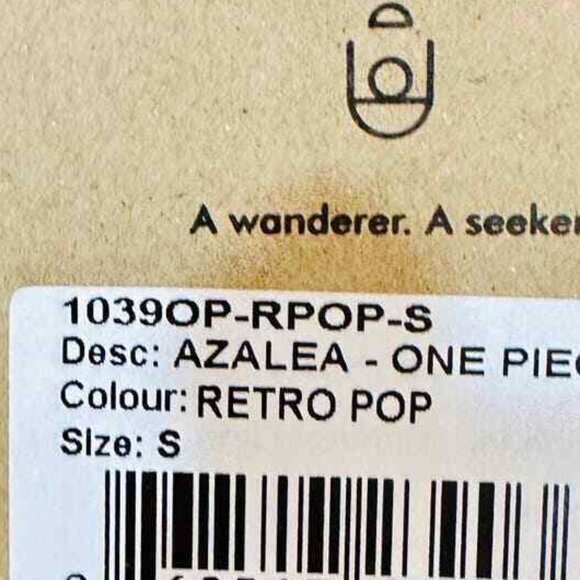 A wanderer. A seeker
1039OP-RPOP-S
Desc: AZALEA - ONE PIE
Colour: RETRO POP
Size: S